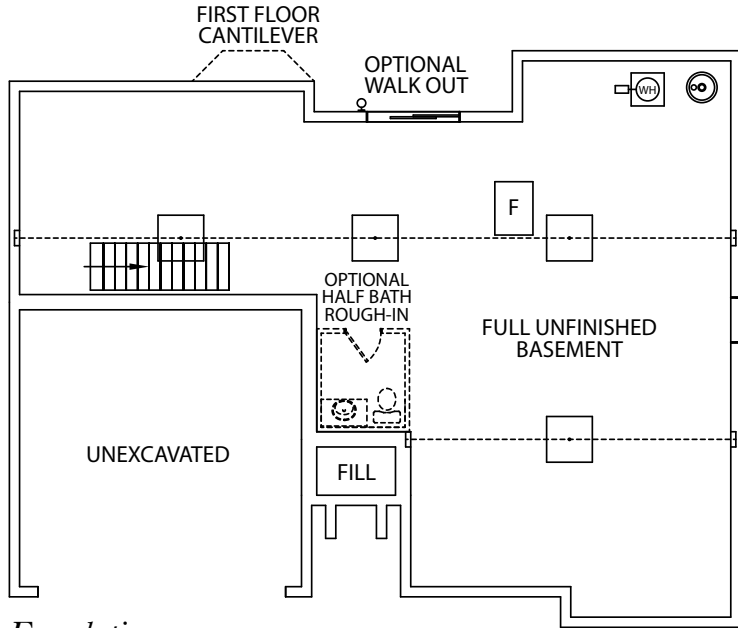 FIRST FLOOR
CANTILEVER
OPTIONAL
WALK OUT
WH
F
OPTIONAL
HALF BATH
ROUGH-IN
FULL UNFINISHED
BASEMENT
UNEXCAVATED
FILL